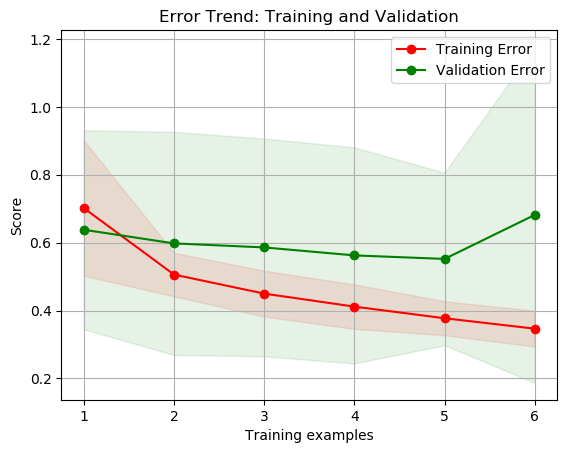 Error Trend: Training and Validation
Training Error
Validation Error
Score
1.2
1.0
0.8
0.6
0.4
0.2
1 2 3 4 5 6
Training examples